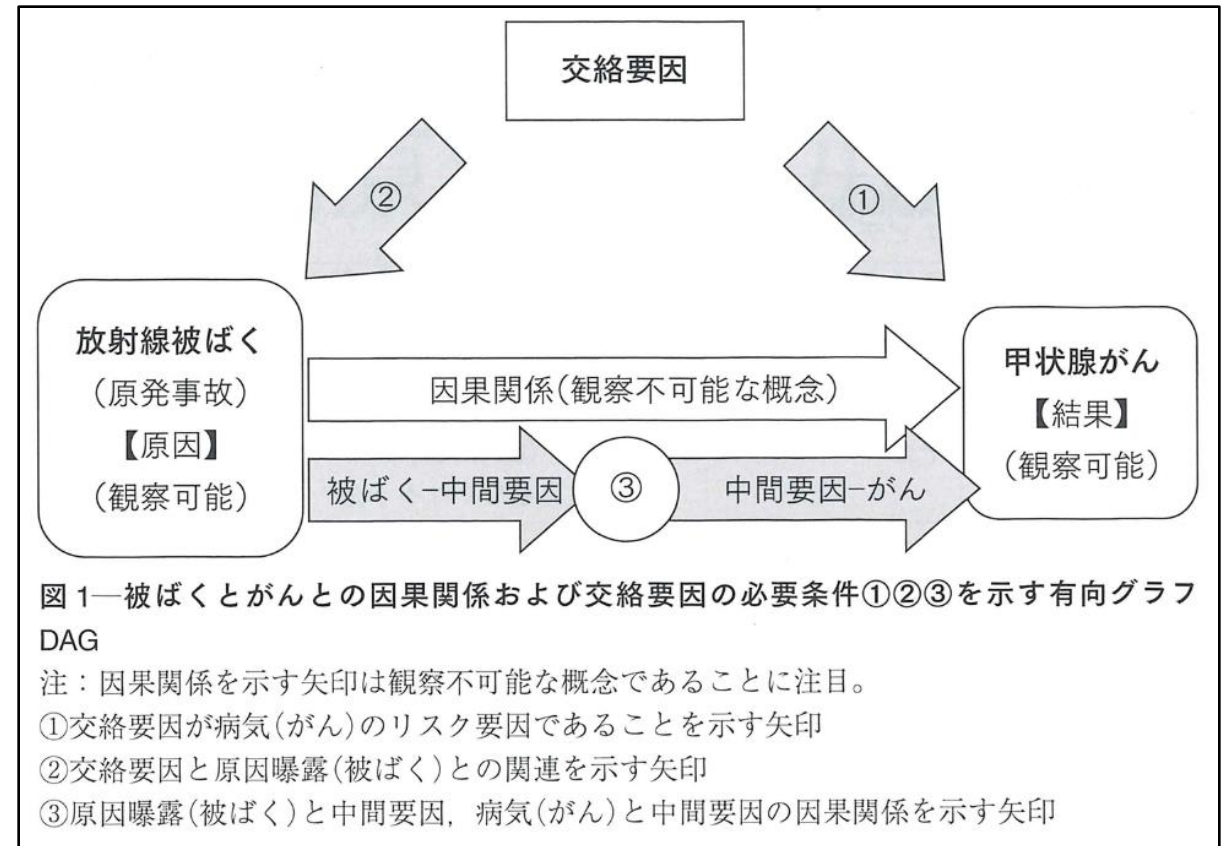 交絡要因
②
①
放射線被ばく
(原発事故)
【原因】
(観察可能)
因果関係(観察不可能な概念)
被ばく−中間要因
③
中間要因−がん
甲状腺がん
【結果】
(観察可能)
図1―被ばくとがんとの因果関係および交絡要因の必要条件①②③を示す有向グラフ
DAG
注：因果関係を示す矢印は観察不可能な概念であることに注目。
①交絡要因が病気(がん)のリスク要因であることを示す矢印
②交絡要因と原因曝露(被ばく)との関連を示す矢印
③原因曝露(被ばく)と中間要因，病気(がん)と中間要因の因果関係を示す矢印